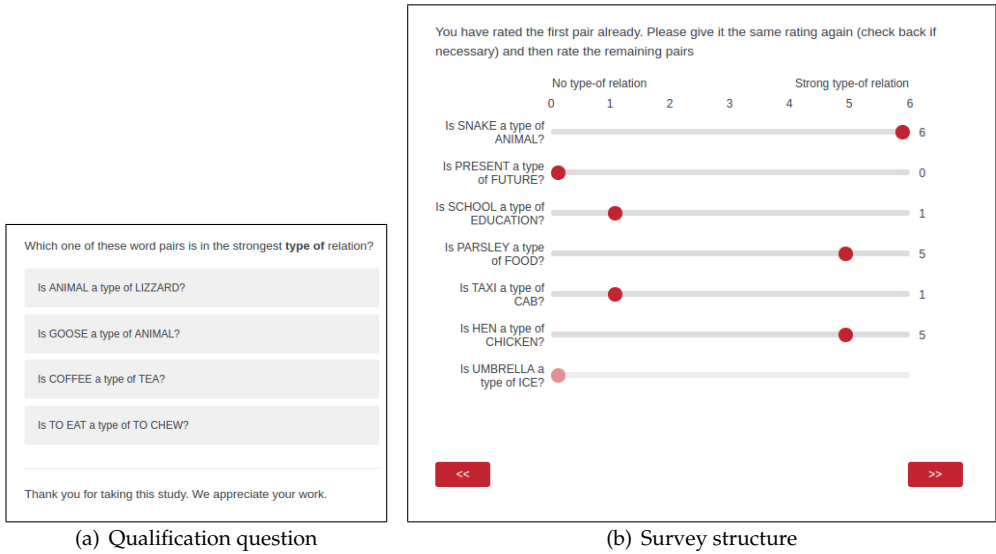 Which one of these word pairs is in the strongest type of relation?
Is ANIMAL a type of LIZZARD?
Is GOOSE a type of ANIMAL?
Is COFFEE a type of TEA?
Is TO EAT a type of TO CHEW?
Thank you for taking this study. We appreciate your work.
(a) Qualification question
You have rated the first pair already. Please give it the same rating again (check back if
necessary) and then rate the remaining pairs
No type-of relation Strong type-of relation
0 1 2 3 4 5 6
Is SNAKE a type of
ANIMAL?
6
Is PRESENT a type
of FUTURE?
0
Is SCHOOL a type of
EDUCATION?
1
Is PARSLEY a type
of FOOD?
5
Is TAXI a type of
CAB?
1
Is HEN a type of
CHICKEN?
5
Is UMBRELLA a
type of ICE?
<< >>
(b) Survey structure